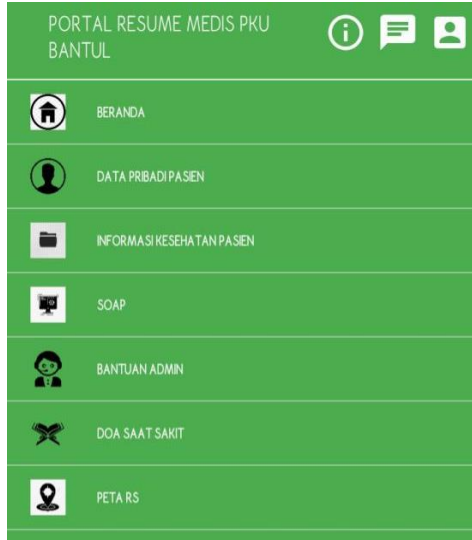 PORTAL RESUME MEDIS PKU
BANTUL
BERANDA
DATA PRIBADI PASIEN
INFORMASI KESEHATAN PASIEN
SOAP
BANTUAN ADMIN
DOA SAAT SAKIT
PETA RS